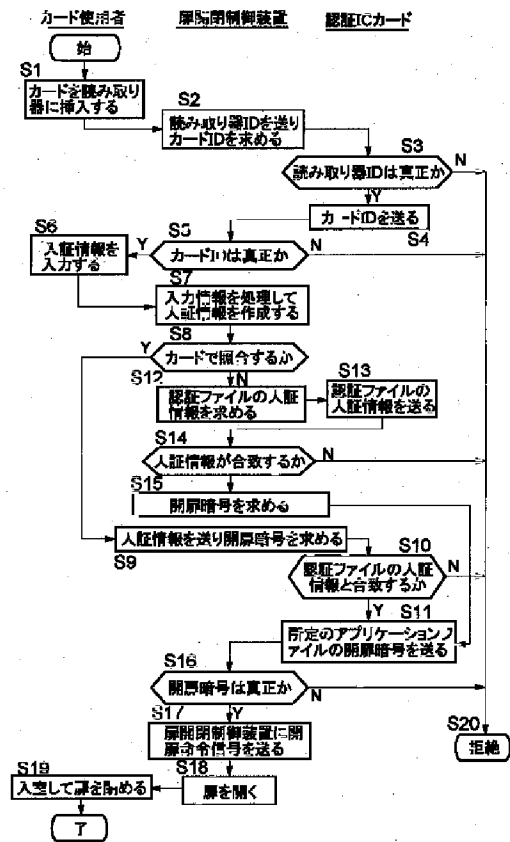 カード使用者
扉開閉制御装置
認証ICカード
始
S1
カードを読み取り
器に挿入する
S2
読み取り器IDを送り
カードIDを求める
S3
読み取り器IDは真正か
N
Y
カードIDを送る
S4
S5
カードIDは真正か
Y
N
S6
人証情報を
入力する
S7
入力情報を処理して
人証情報を作成する
S8
カードで照合するか
Y
N
S12
認証ファイルの人証
情報を求める
S13
認証ファイルの
人証情報を送る
S14
人証情報が合致するか
N
Y
S15
開扉暗号を求める
人証情報を送り開扉暗号を求める
S9
S10
認証ファイルの人証
情報と合致するか
N
Y
S11
所定のアプリケーションファ
イルの開扉暗号を送る
S16
開扉暗号は真正か
N
Y
S17
扉開閉制御装置に開
扉命令信号を送る
S18
扉を開く
S19
入室して扉を閉める
了
S20
拒絶